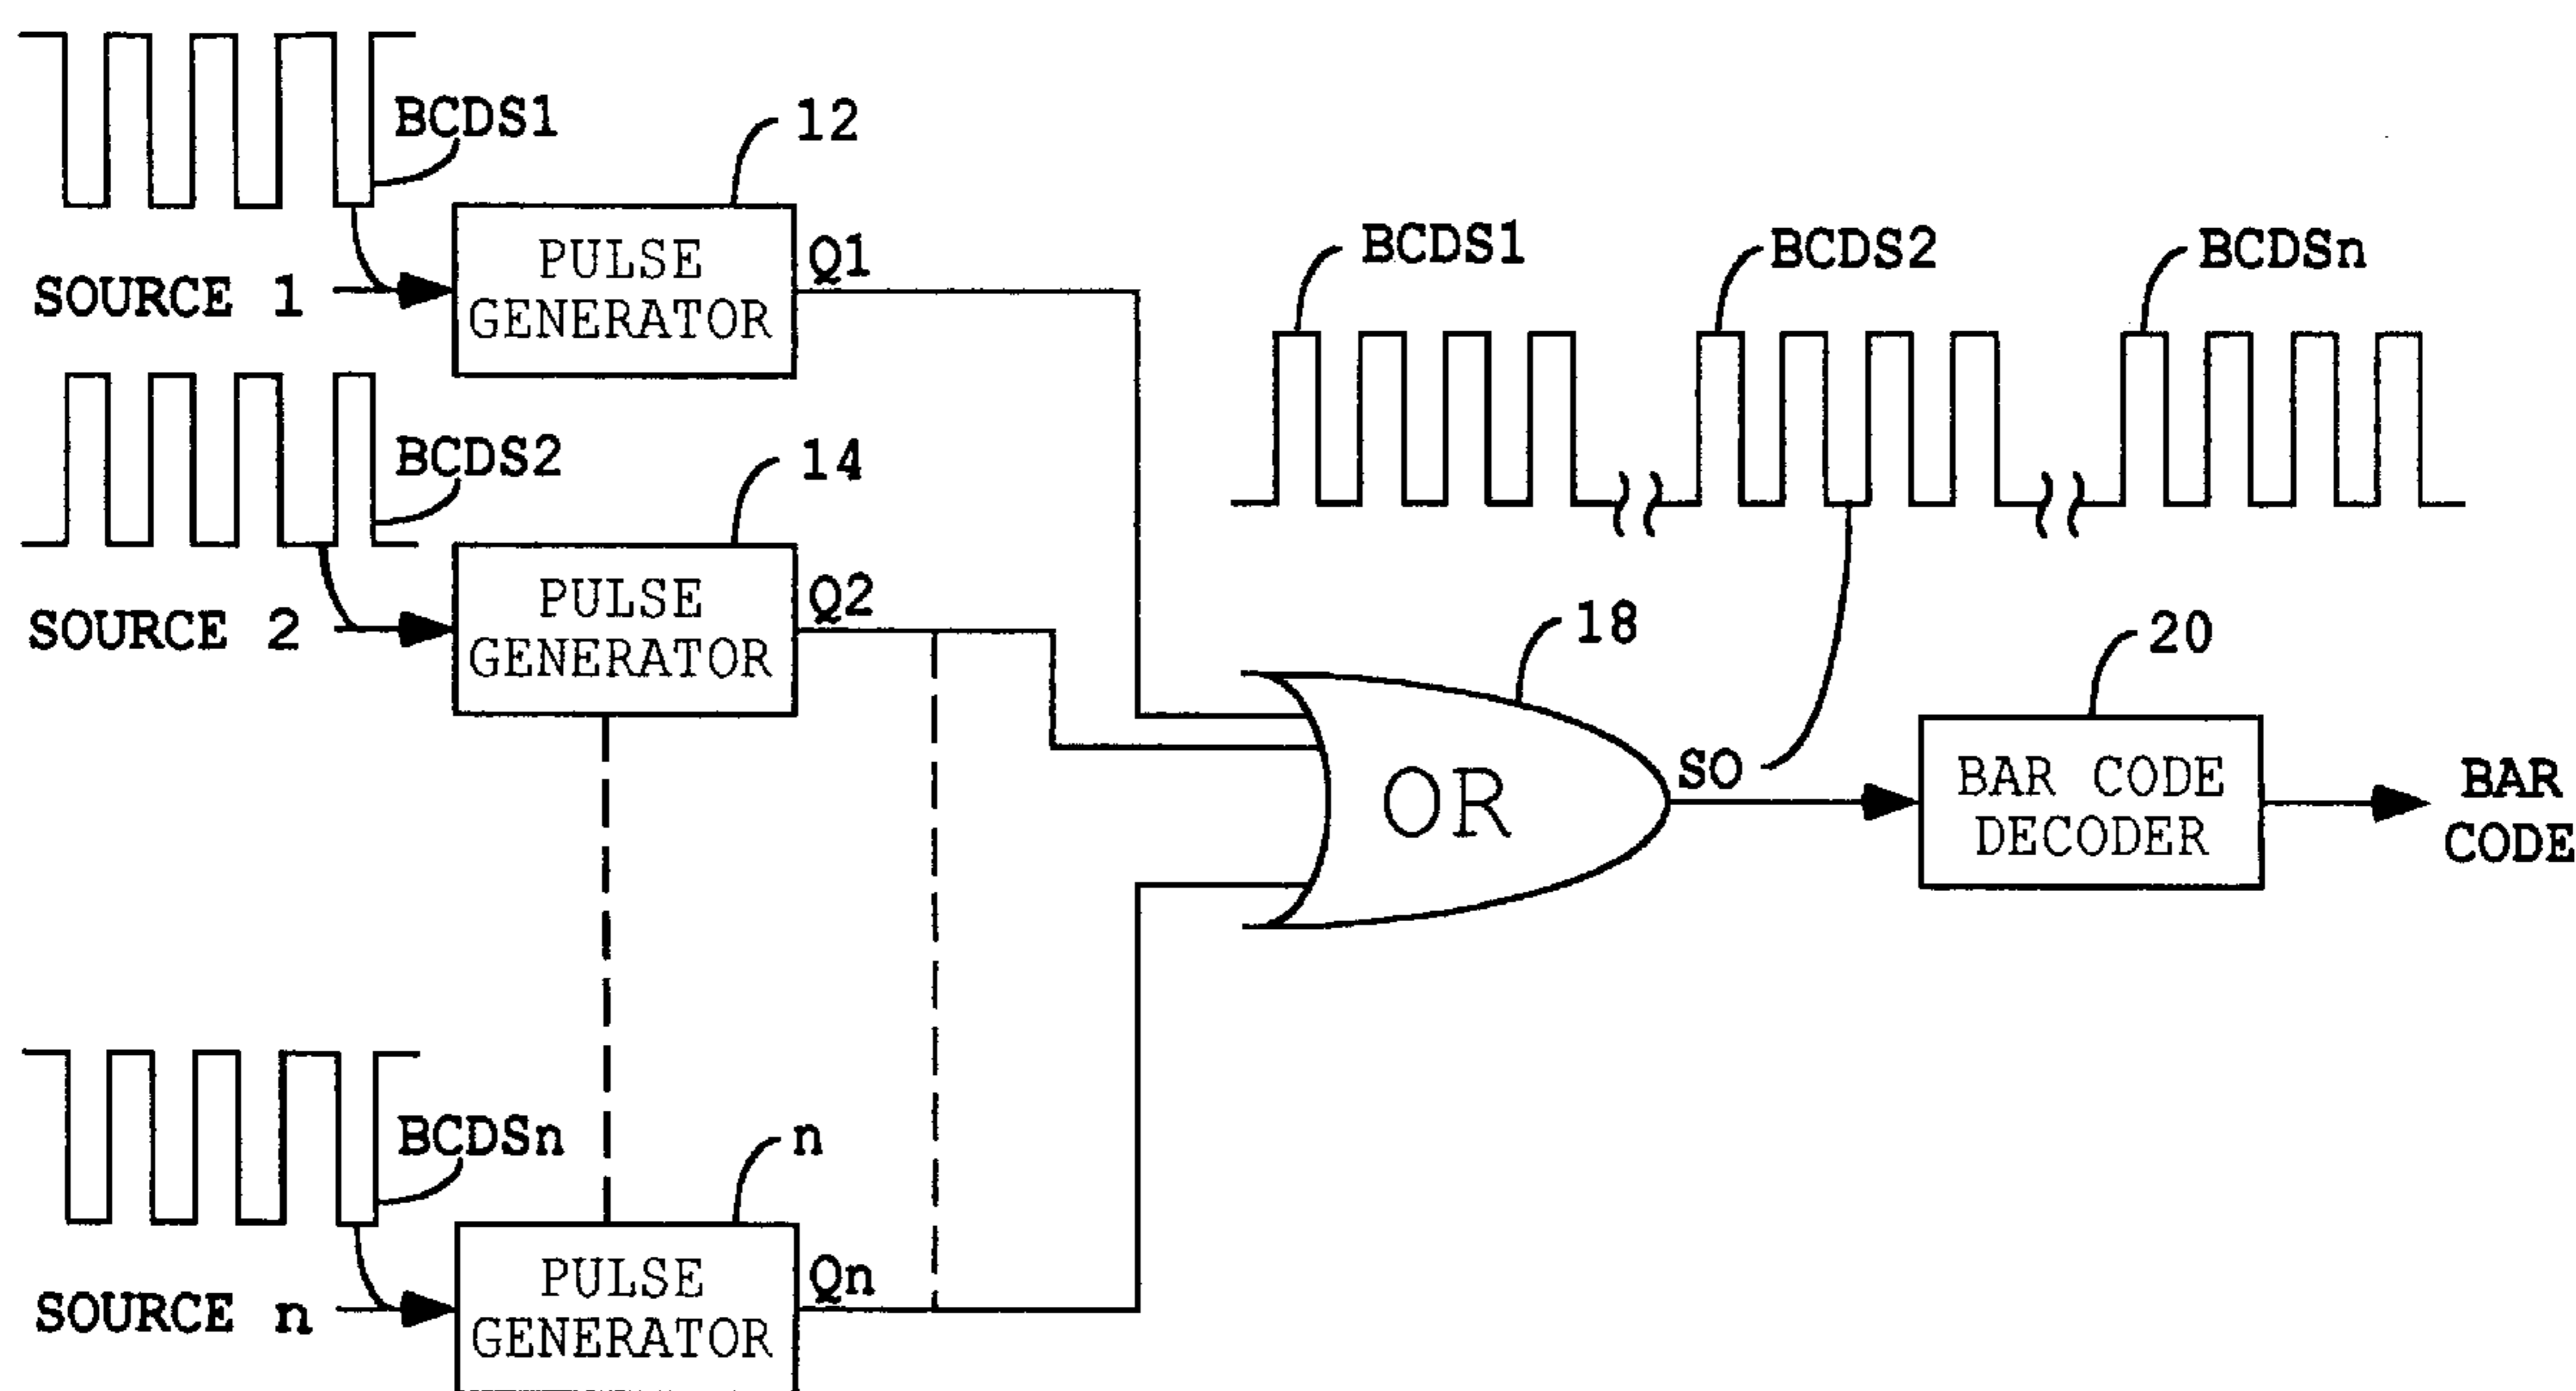 BCDS1
12
PULSE
GENERATOR
Q1
SOURCE 1
BCDS1
BCDS2
BCDSn
BCDS2
14
PULSE
GENERATOR
Q2
SOURCE 2
18
OR
SO
20
BAR CODE
DECODER
BAR
CODE
BCDSn
n
PULSE
GENERATOR
Qn
SOURCE n